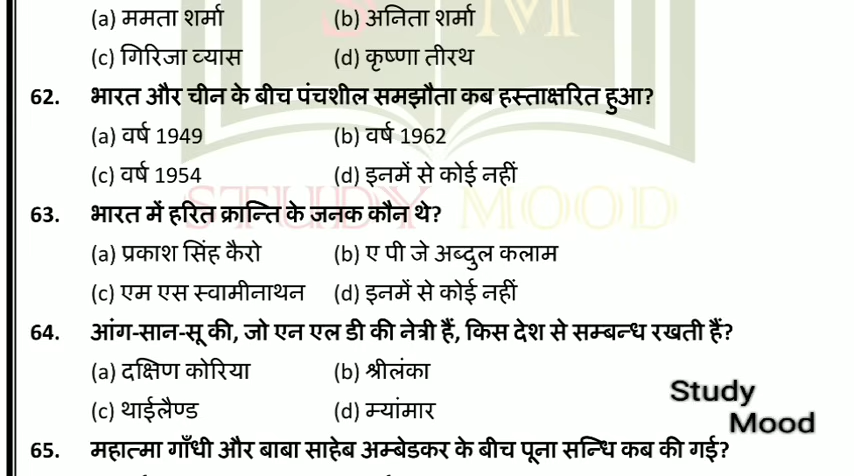 (a) ममता शर्मा (b) अनिता शर्मा
(c) गिरिजा व्यास (d) कृष्णा तीरथ
62. भारत और चीन के बीच पंचशील समझौता कब हस्ताक्षरित हुआ?
(a) वर्ष 1949 (b) वर्ष 1962
(c) वर्ष 1954 (d) इनमें से कोई नहीं
STUDY MOOD
63. भारत में हरित क्रान्ति के जनक कौन थे?
(a) प्रकाश सिंह कैरो (b) ए पी जे अब्दुल कलाम
(c) एम एस स्वामीनाथन (d) इनमें से कोई नहीं
64. आंग-सान-सू की, जो एन एल डी की नेत्री हैं, किस देश से सम्बन्ध रखती हैं?
(a) दक्षिण कोरिया (b) श्रीलंका
(c) थाईलैण्ड (d) म्यांमार
Study
Mood
65. महात्मा गाँधी और बाबा साहेब अम्बेडकर के बीच पूना सन्धि कब की गई?